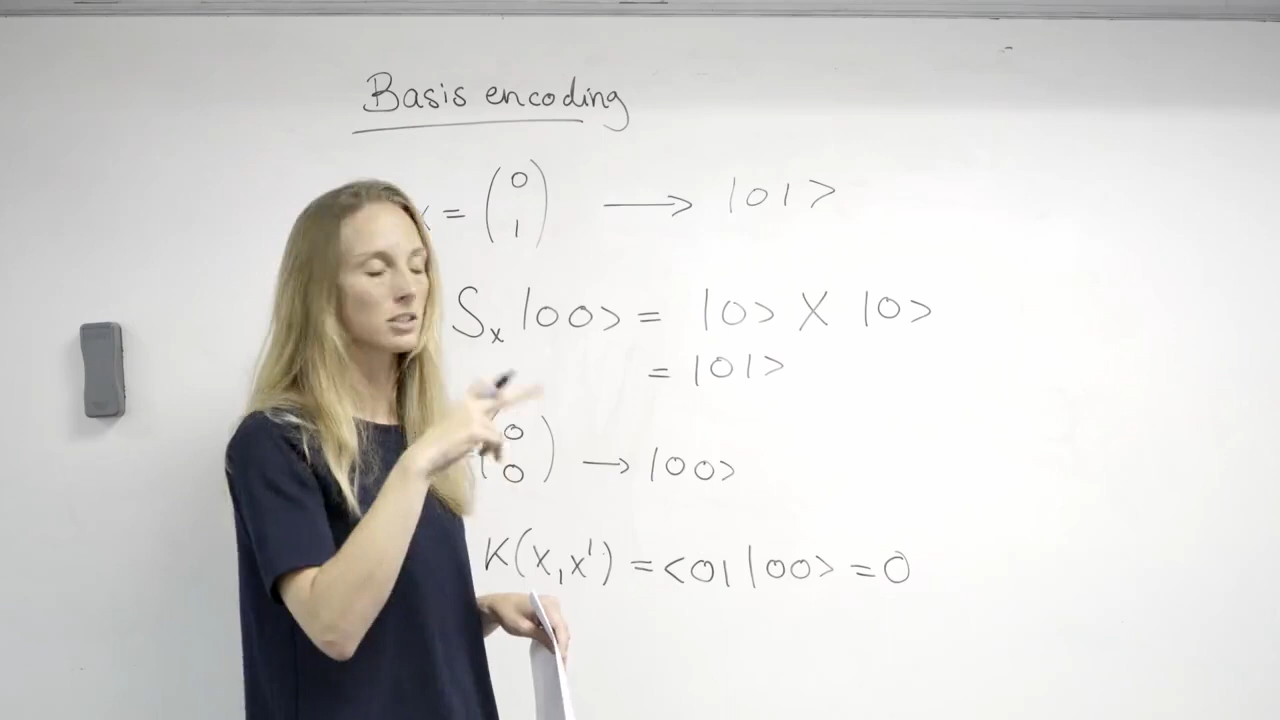 Basis encoding
= (0 1) → |01>
Sₓ |00> = |0> X |0>
= |01>
(0 0) → |00>
K(x,x') = <01|00> = 0